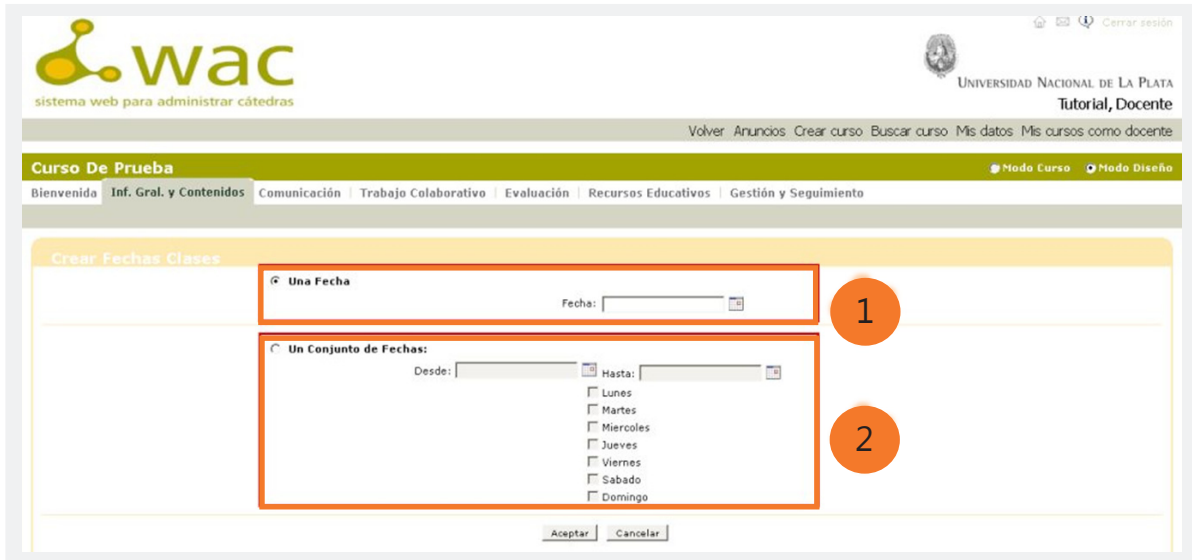 Cerrar sesión
wac
sistema web para administrar cátedras
UNIVERSIDAD NACIONAL DE LA PLATA
Tutorial, Docente
Volver Anuncios Crear curso Buscar curso Mis datos Mis cursos como docente
Curso De Prueba
Modo Curso Modo Diseño
Bienvenida Inf. Gral. y Contenidos Comunicación Trabajo Colaborativo Evaluación Recursos Educativos Gestión y Seguimiento
Crear Fechas Clases
Una Fecha
Fecha:
1
Un Conjunto de Fechas:
Desde: Hasta:
Lunes
Martes
Miercoles
Jueves
Viernes
Sabado
Domingo
2
Aceptar Cancelar